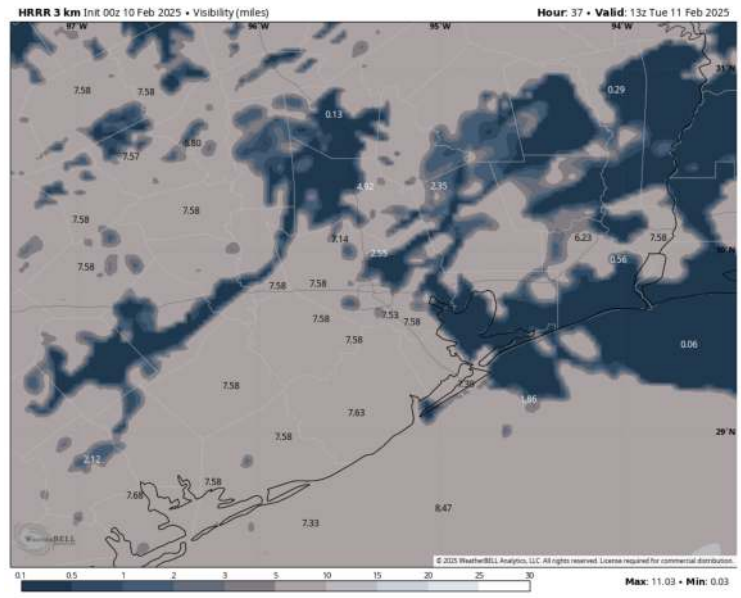 HRRR 3 km Init 00z 10 Feb 2025 • Visibility (miles)
Hour: 37 • Valid: 13z Tue 11 Feb 2025
97°W 96°W 95°W 94°W
31°N
7.58 7.58 0.29
0.13
6.80
7.57
4.92 2.35
7.58
7.58
7.14 6.23 7.58
30°N
2.55 0.56
7.58
7.58 7.58
7.58 7.53 7.58
7.58 0.06
7.58 7.39
1.86
7.63
29°N
7.58
2.12
7.58
7.68
8.47
7.33
WeatherBELL
© 2025 WeatherBELL Analytics, LLC. All rights reserved. License required for commercial distribution.
0.1 0.5 1 2 3 5 10 15 20 25 30
Max: 11.03 • Min: 0.03